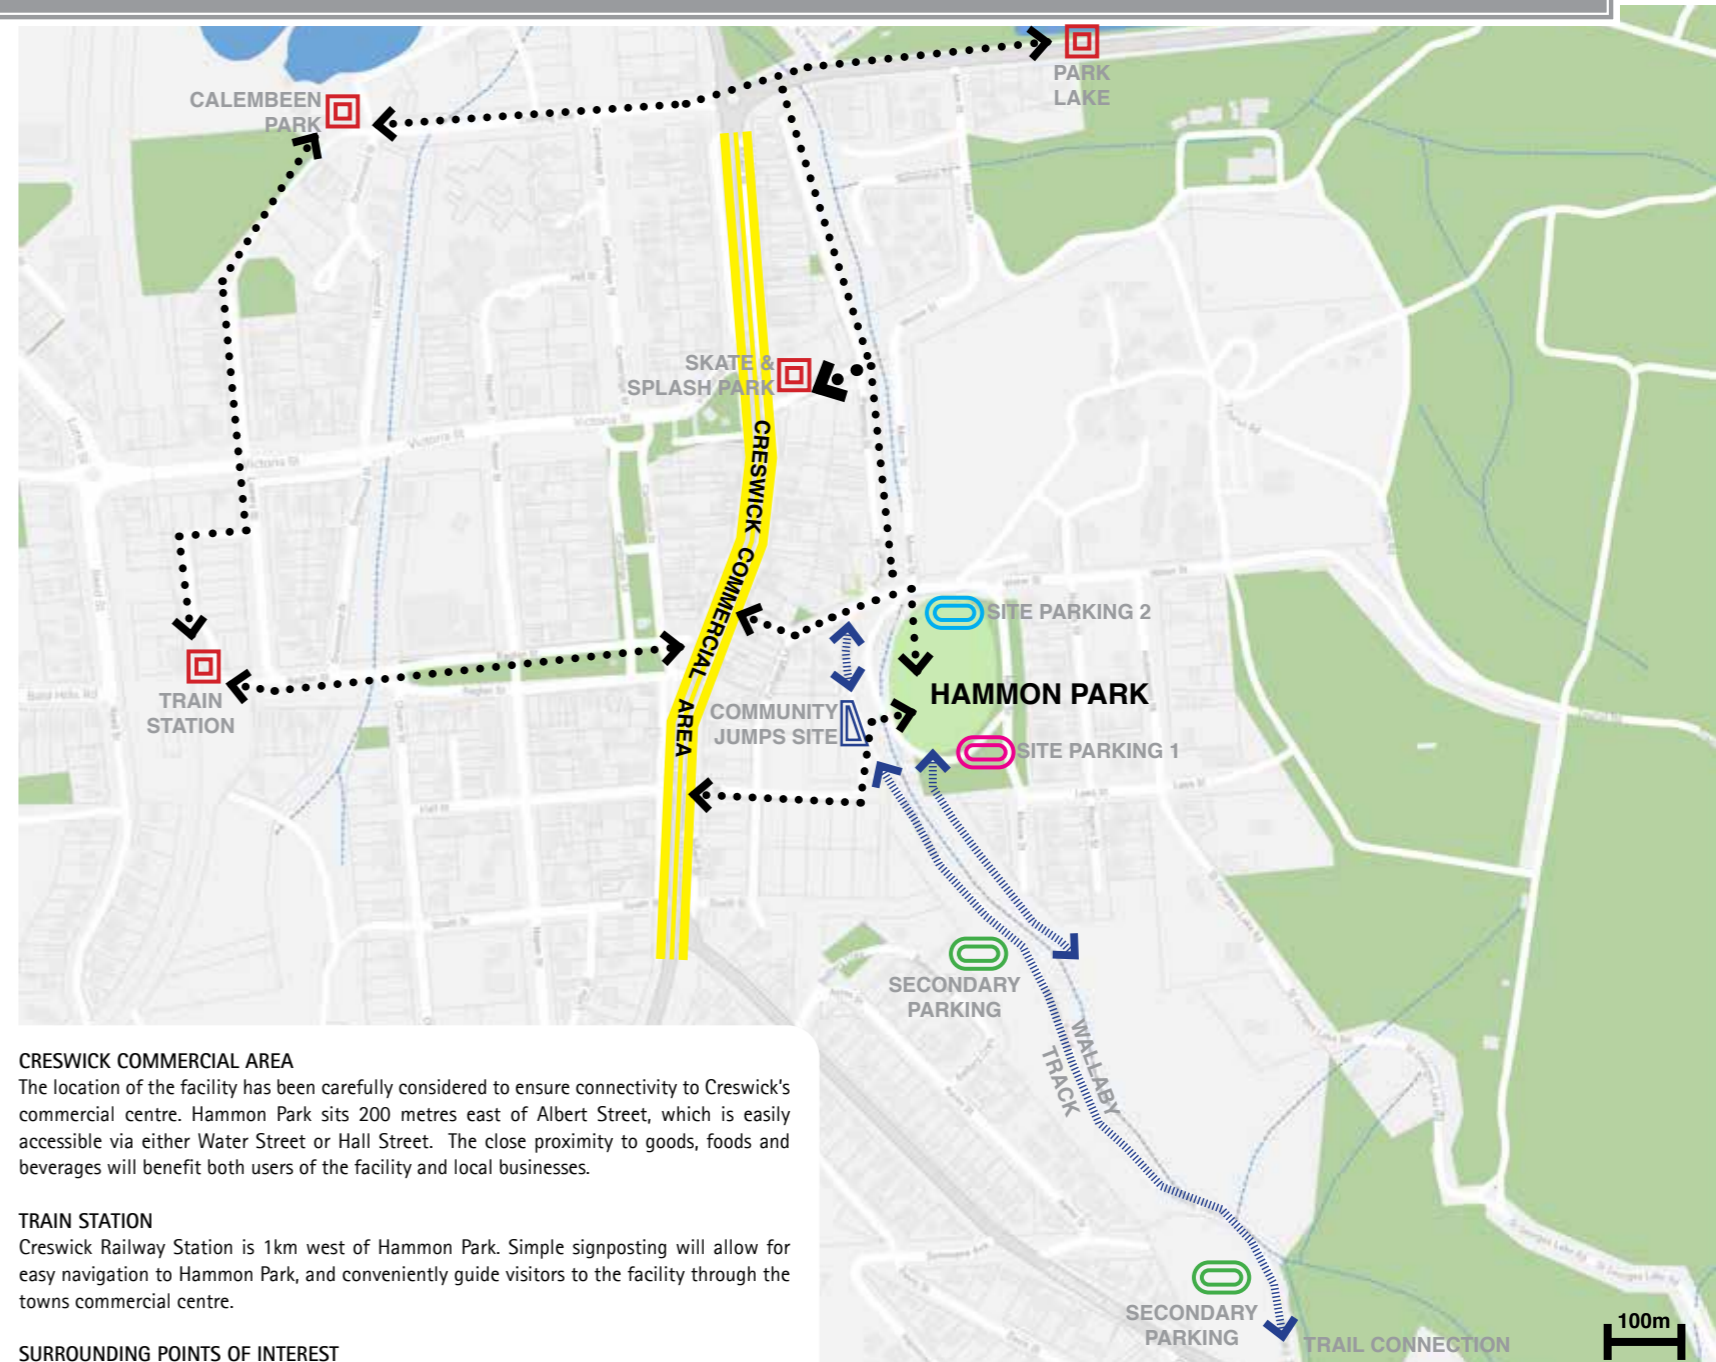 CALEMBEEN
PARK
PARK
LAKE
SKATE &
SPLASH PARK
Victoria St
Victoria St
Victoria St
CRESWICK COMMERCIAL AREA
SITE PARKING 2
HAMMON PARK
TRAIN
STATION
COMMUNITY
JUMPS SITE
SITE PARKING 1
SECONDARY
PARKING
WALLABY
TRACK
SECONDARY
PARKING
TRAIL CONNECTION
100m
CRESWICK COMMERCIAL AREA
The location of the facility has been carefully considered to ensure connectivity to Creswick's
commercial centre. Hammon Park sits 200 metres east of Albert Street, which is easily
accessible via either Water Street or Hall Street. The close proximity to goods, foods and
beverages will benefit both users of the facility and local businesses.
TRAIN STATION
Creswick Railway Station is 1km west of Hammon Park. Simple signposting will allow for
easy navigation to Hammon Park, and conveniently guide visitors to the facility through the
towns commercial centre.
SURROUNDING POINTS OF INTEREST